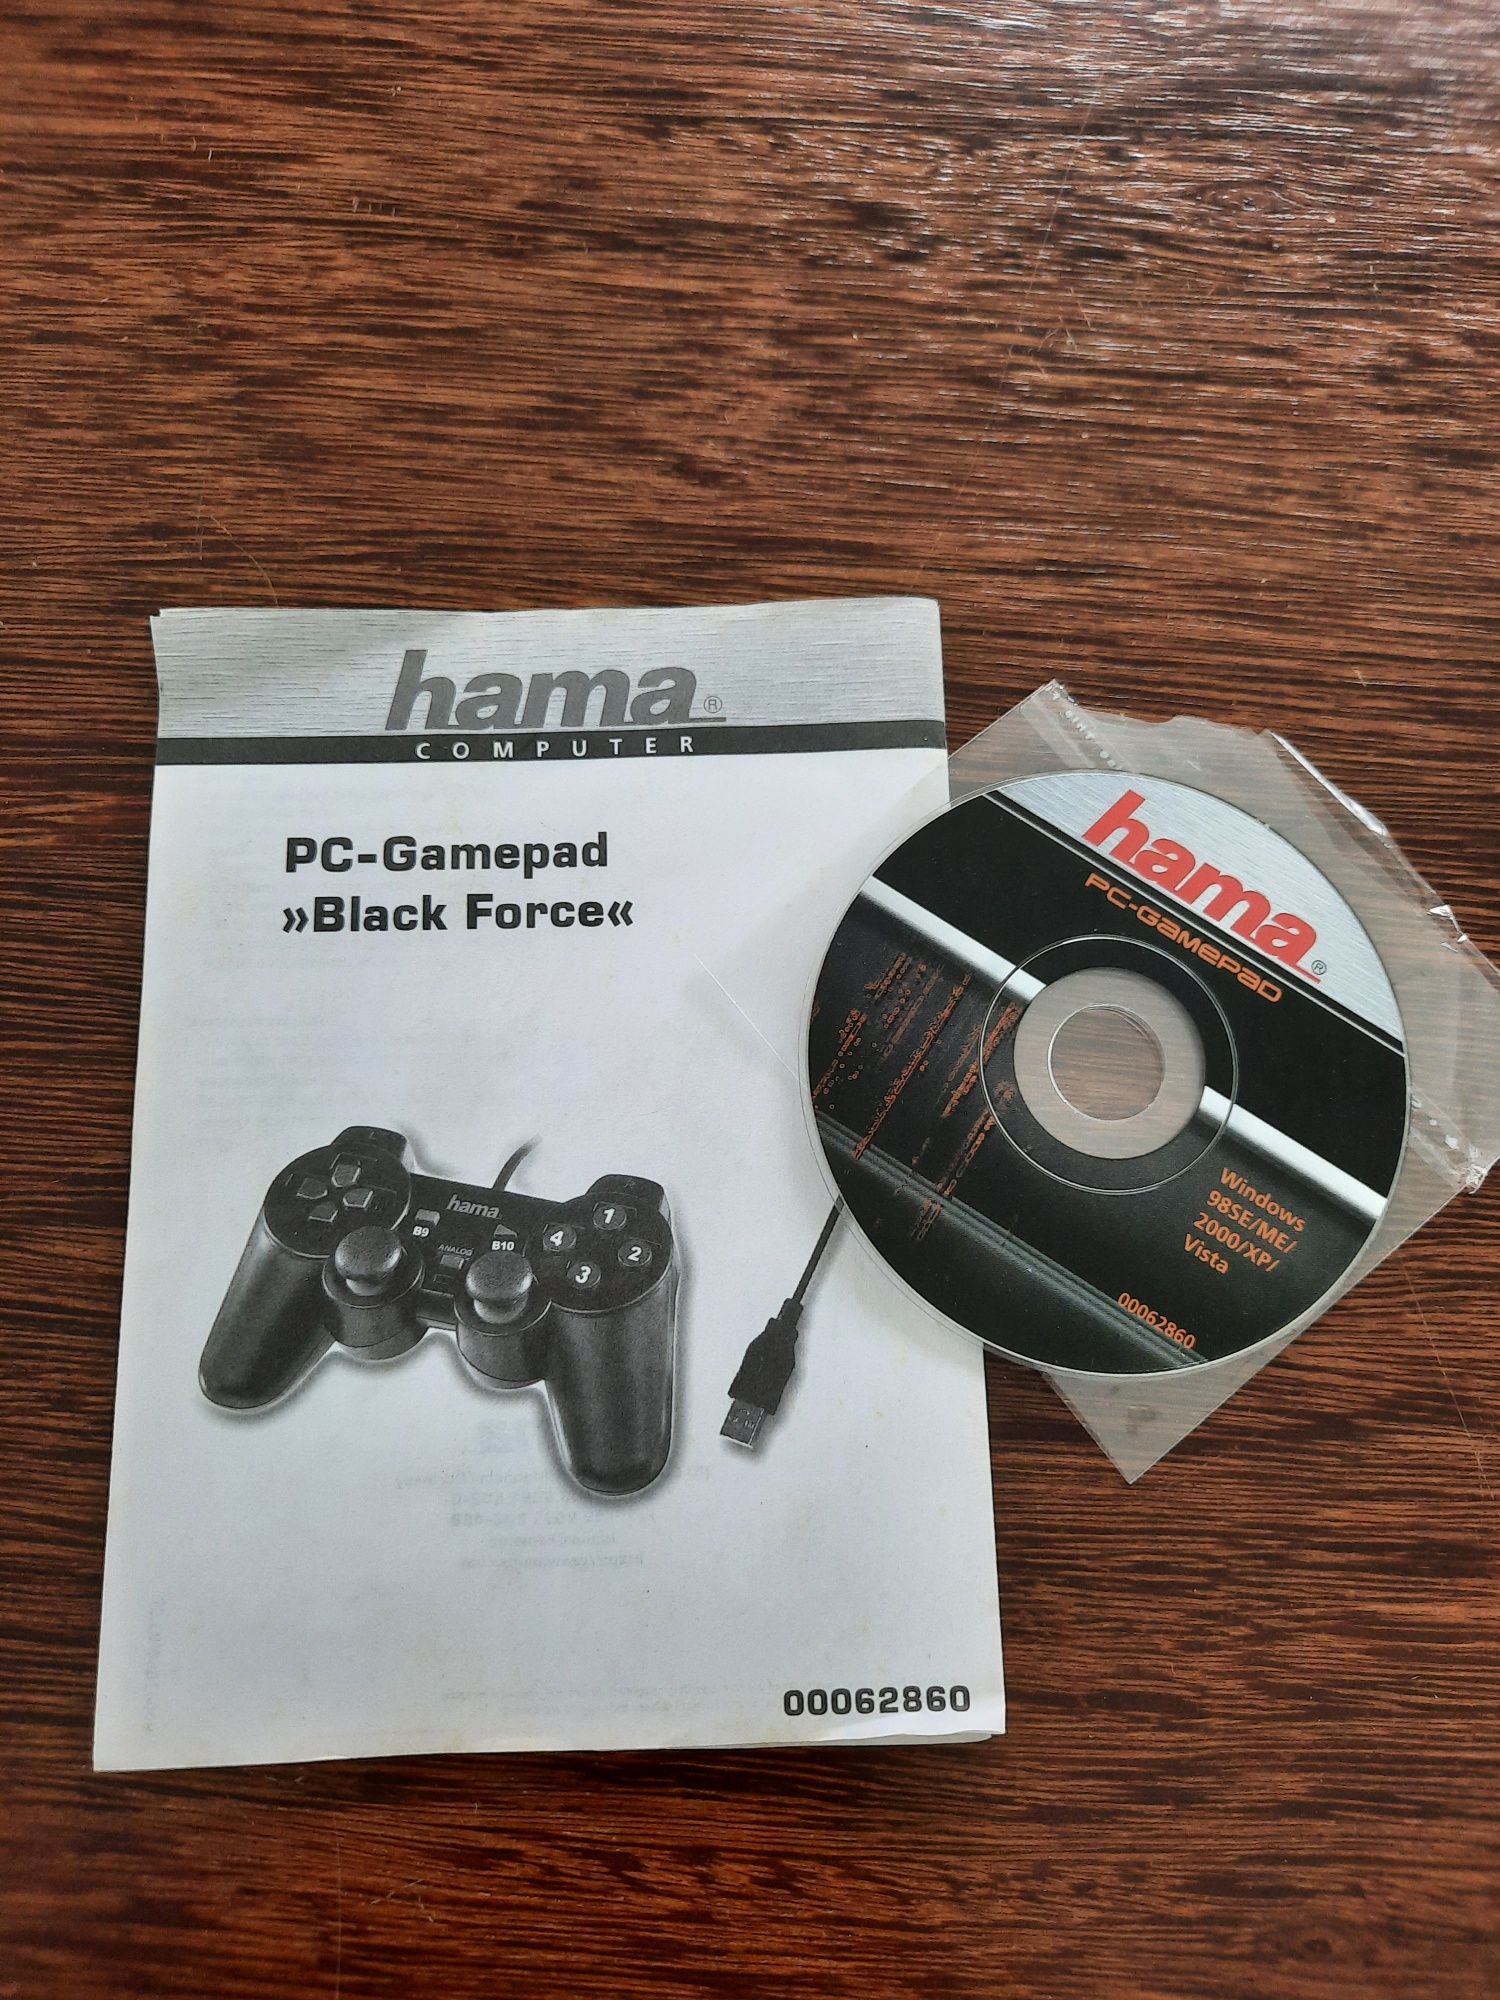 hama®
COMPUTER
PC-Gamepad
»Black Force«
L
R
hama
B9
B10
ANALOG
1
4
2
3
00062860
hama®
PC-GAMEPAD
Windows
98SE/ME/
2000/XP/
Vista
00062860